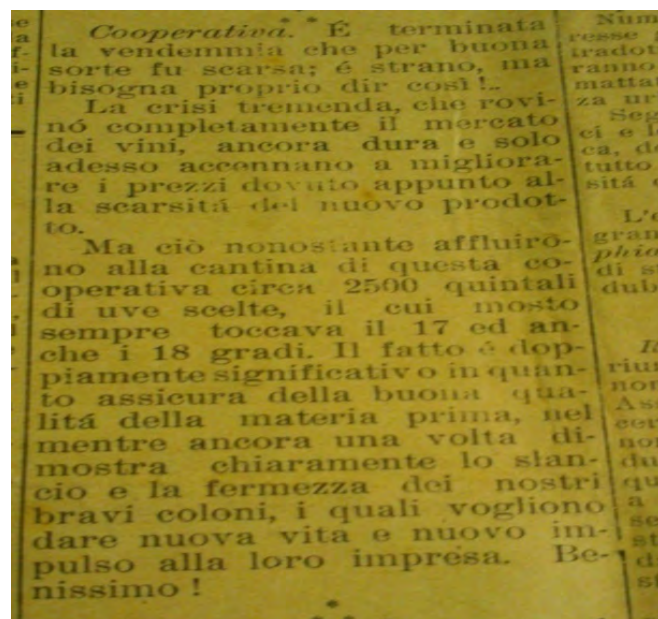 Cooperativa. É terminata
la vendemmia che per buona
sorte fu scarsa; é strano, ma
bisogna proprio dir così!..
La crisi tremenda, che rovi-
nó completamente il mercato
dei vini, ancora dura e solo
adesso accennano a migliora-
re i prezzi dovuto appunto al-
la scarsitá del nuovo prodot-
to.
Ma ciò nonostante affluiro-
no alla cantina di questa co-
operativa circa 2500 quintali
di uve scelte, il cui mosto
sempre toccava il 17 ed an-
che i 18 gradi. Il fatto é dop-
piamente significativo in quan-
to assicura della buona qua-
litá della materia prima, nel
mentre ancora una volta di-
mostra chiaramente lo slan-
cio e la fermezza dei nostri
bravi coloni, i quali vogliono
dare nuova vita e nuovo im-
pulso alla loro impresa. Be-
nissimo !